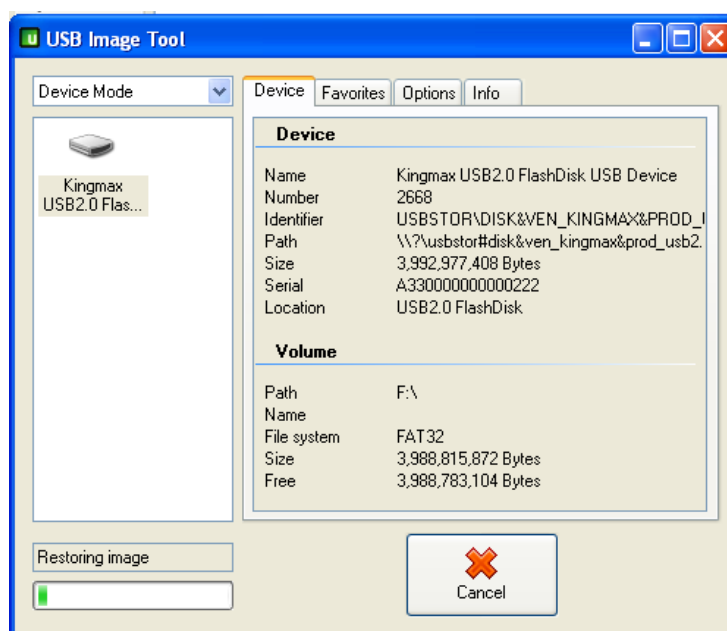 USB Image Tool
Device Mode
Kingmax
USB2.0 Flas...
Device Favorites Options Info
Device
Name Kingmax USB2.0 FlashDisk USB Device
Number 2668
Identifier USBSTOR\DISK&VEN_KINGMAX&PROD_U
Path \\?\usbstor#disk&ven_kingmax&prod_usb2.
Size 3,992,977,408 Bytes
Serial A330000000000222
Location USB2.0 FlashDisk
Volume
Path F:\
Name
File system FAT32
Size 3,988,815,872 Bytes
Free 3,988,783,104 Bytes
Restoring image
Cancel